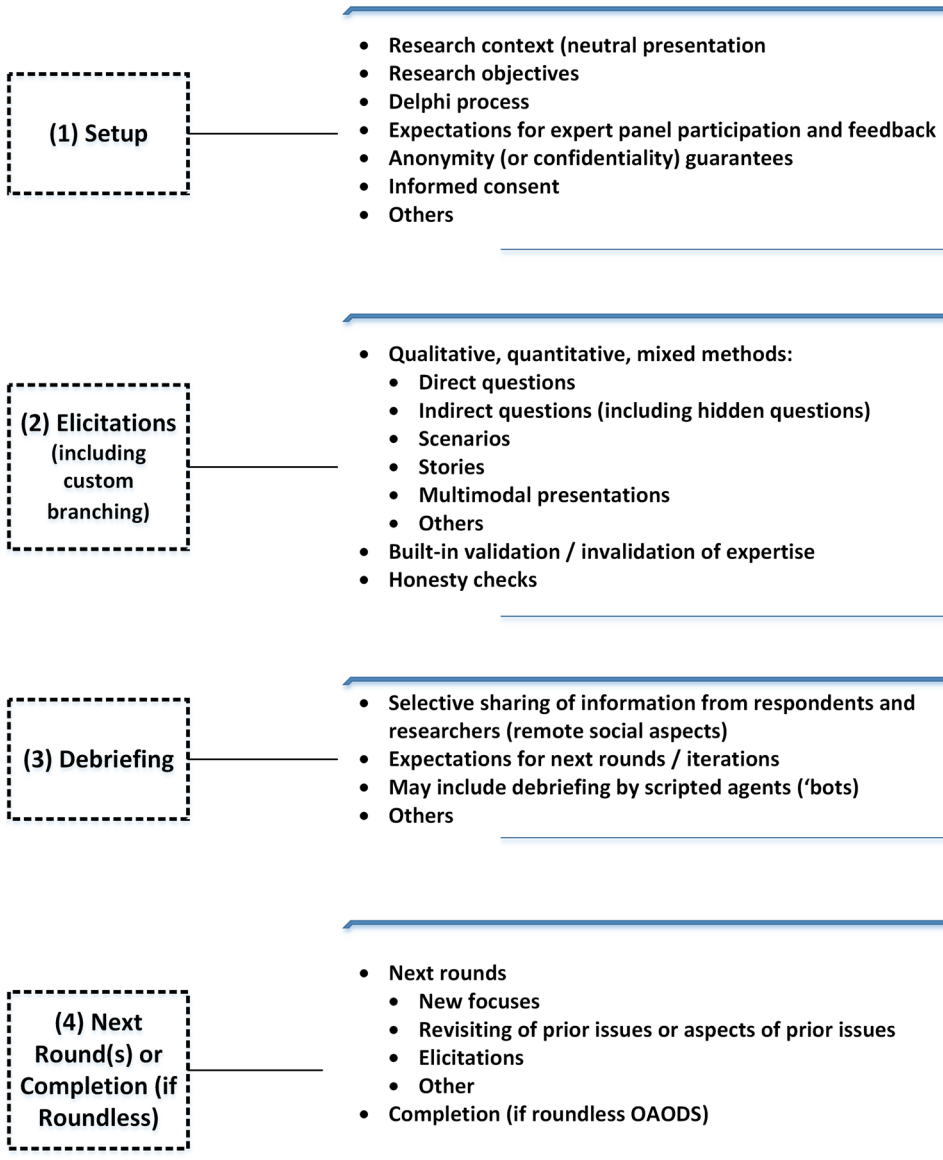 (1) Setup
• Research context (neutral presentation
• Research objectives
• Delphi process
• Expectations for expert panel participation and feedback
• Anonymity (or confidentiality) guarantees
• Informed consent
• Others
(2) Elicitations
(including
custom
branching)
• Qualitative, quantitative, mixed methods:
• Direct questions
• Indirect questions (including hidden questions)
• Scenarios
• Stories
• Multimodal presentations
• Others
• Built-in validation / invalidation of expertise
• Honesty checks
(3) Debriefing
• Selective sharing of information from respondents and
researchers (remote social aspects)
• Expectations for next rounds / iterations
• May include debriefing by scripted agents (‘bots)
• Others
(4) Next
Round(s) or
Completion (if
Roundless)
• Next rounds
• New focuses
• Revisiting of prior issues or aspects of prior issues
• Elicitations
• Other
• Completion (if roundless OAODS)